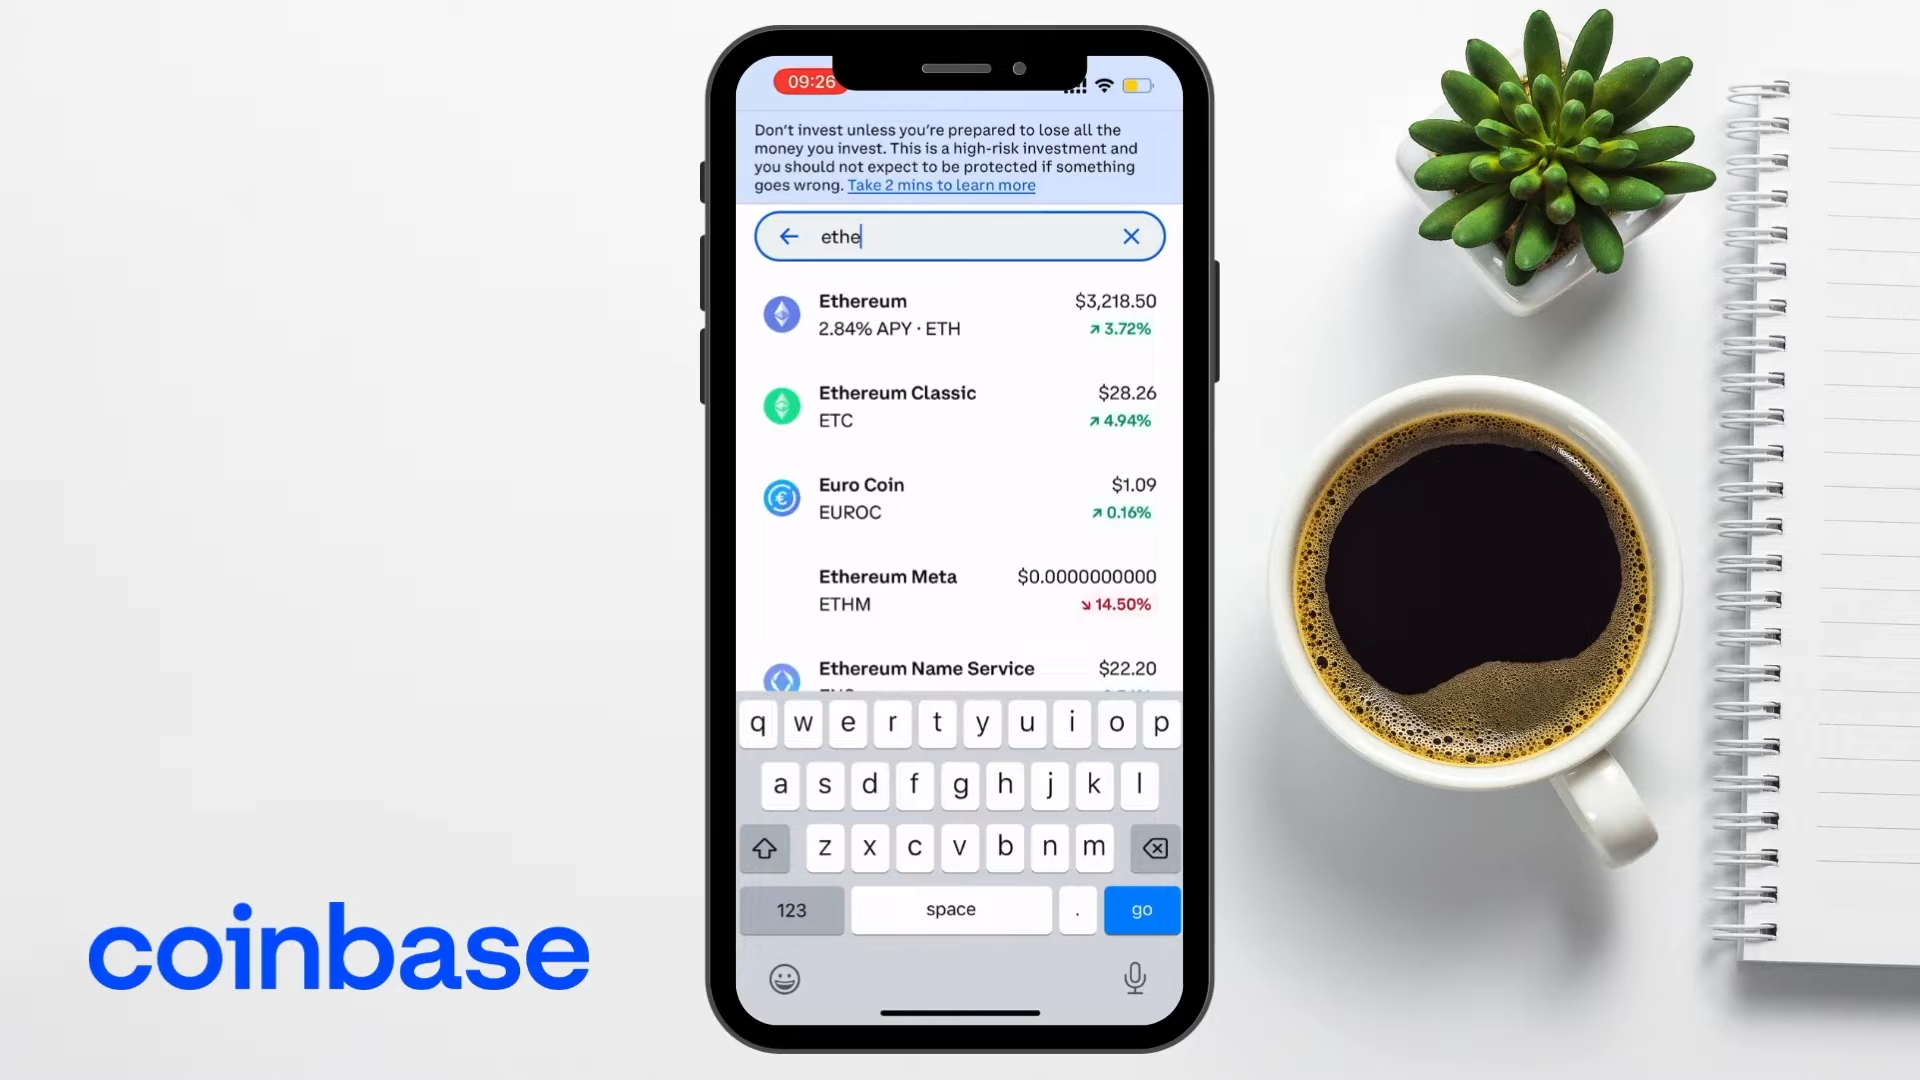 09:26
Don't invest unless you're prepared to lose all the
money you invest. This is a high-risk investment and
you should not expect to be protected if something
goes wrong. Take 2 mins to learn more
ethe
Ethereum $3,218.50
2.84% APY · ETH ↗ 3.72%
Ethereum Classic $28.26
ETC ↗ 4.94%
Euro Coin $1.09
EUROC ↗ 0.16%
Ethereum Meta $0.0000000000
ETHM ↘ 14.50%
Ethereum Name Service $22.20
q w e r t y u i o p
a s d f g h j k l
z x c v b n m
123 space . go
coinbase